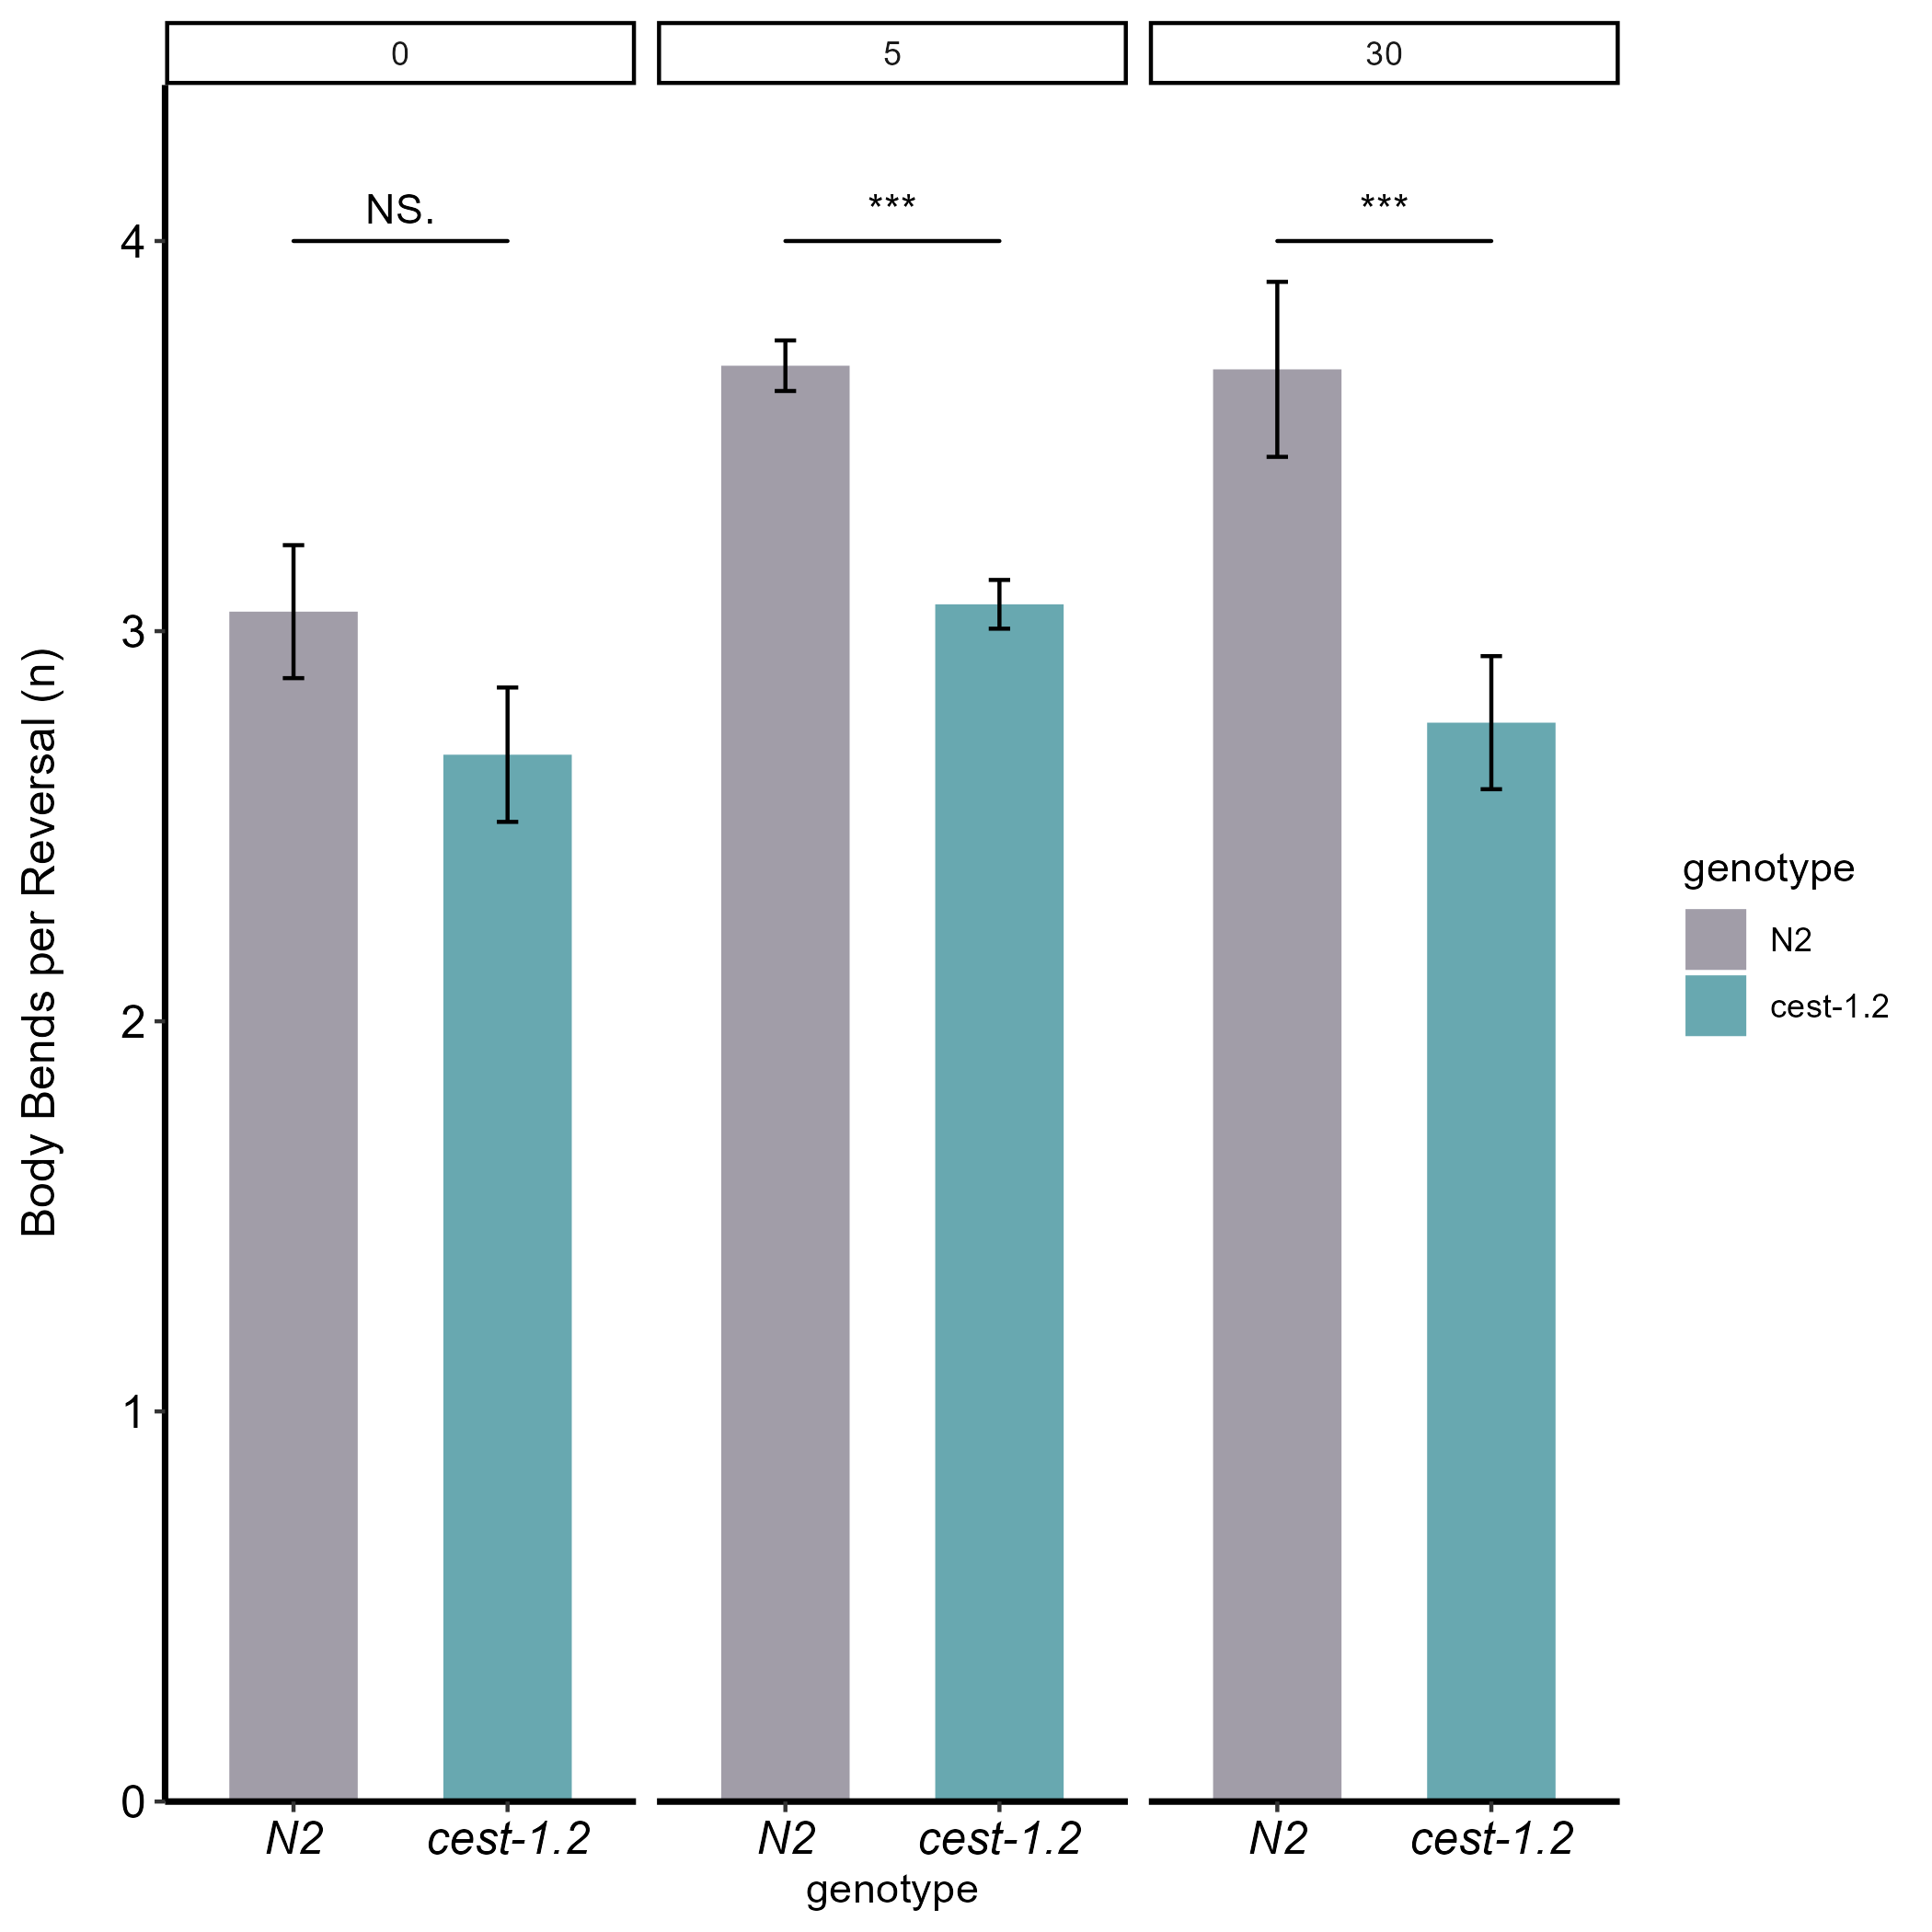 0
5
30
NS.
***
***
4
3
2
1
0
Body Bends per Reversal (n)
N2
cest-1.2
N2
cest-1.2
N2
cest-1.2
genotype
genotype
N2
cest-1.2